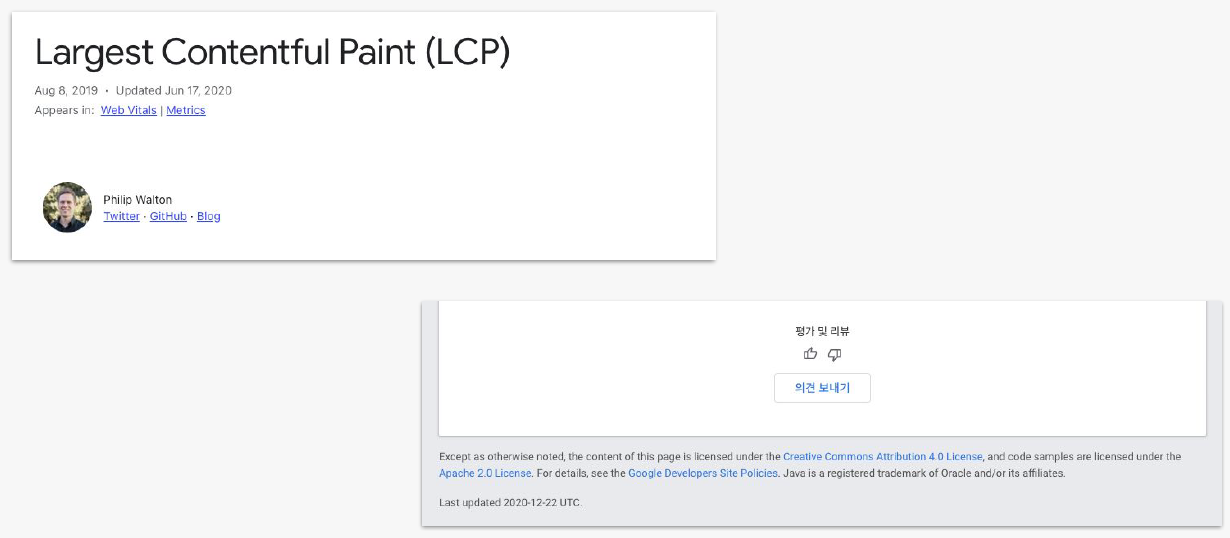 Largest Contentful Paint (LCP)
Aug 8, 2019 • Updated Jun 17, 2020
Appears in: Web Vitals | Metrics
Philip Walton
Twitter · GitHub · Blog
평가 및 리뷰
의견 보내기
Except as otherwise noted, the content of this page is licensed under the Creative Commons Attribution 4.0 License, and code samples are licensed under the
Apache 2.0 License. For details, see the Google Developers Site Policies. Java is a registered trademark of Oracle and/or its affiliates.
Last updated 2020-12-22 UTC.